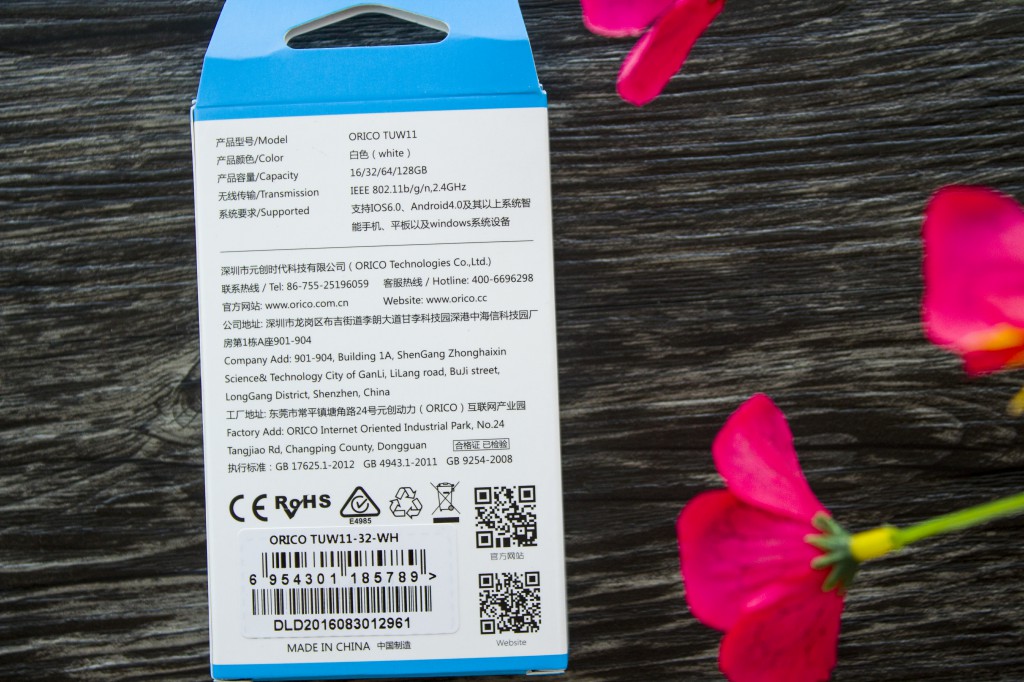 产品型号/Model ORICO TUW11
产品颜色/Color 白色（white）
产品容量/Capacity 16/32/64/128GB
无线传输/Transmission IEEE 802.11b/g/n,2.4GHz
系统要求/Supported 支持IOS6.0、Android4.0及其以上系统智
能手机、平板以及windows系统设备
深圳市元创时代科技有限公司（ORICO Technologies Co.,Ltd.）
联系热线 / Tel: 86-755-25196059 客服热线 / Hotline: 400-6696298
官方网站: www.orico.com.cn Website: www.orico.cc
公司地址: 深圳市龙岗区布吉街道李朗大道甘李科技园深港中海信科技园厂
房第1栋A座901-904
Company Add: 901-904, Building 1A, ShenGang Zhonghaixin
Science& Technology City of GanLi, LiLang road, BuJi street,
LongGang District, Shenzhen, China
工厂地址: 东莞市常平镇塘角路24号元创动力（ORICO）互联网产业园
Factory Add: ORICO Internet Oriented Industrial Park, No.24
Tangjiao Rd, Changping County, Dongguan 合格证 已检验
执行标准：GB 17625.1-2012 GB 4943.1-2011 GB 9254-2008
CE RoHS
E4985
官方网站
ORICO TUW11-32-WH
6 954301 185789 >
DLD2016083012961
Website
MADE IN CHINA 中国制造